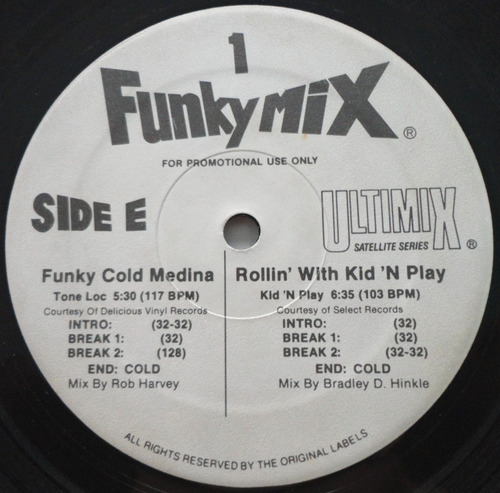 1
FunkyMiX ®
FOR PROMOTIONAL USE ONLY
SIDE E
ULTIMIX ®
SATELLITE SERIES
Funky Cold Medina
Tone Loc 5:30 (117 BPM)
Courtesy Of Delicious Vinyl Records
INTRO: (32-32)
BREAK 1: (32)
BREAK 2: (128)
END: COLD
Mix By Rob Harvey
Rollin' With Kid 'N Play
Kid 'N Play 6:35 (103 BPM)
Courtesy of Select Records
INTRO: (32)
BREAK 1: (32)
BREAK 2: (32-32)
END: COLD
Mix By Bradley D. Hinkle
ALL RIGHTS RESERVED BY THE ORIGINAL LABELS